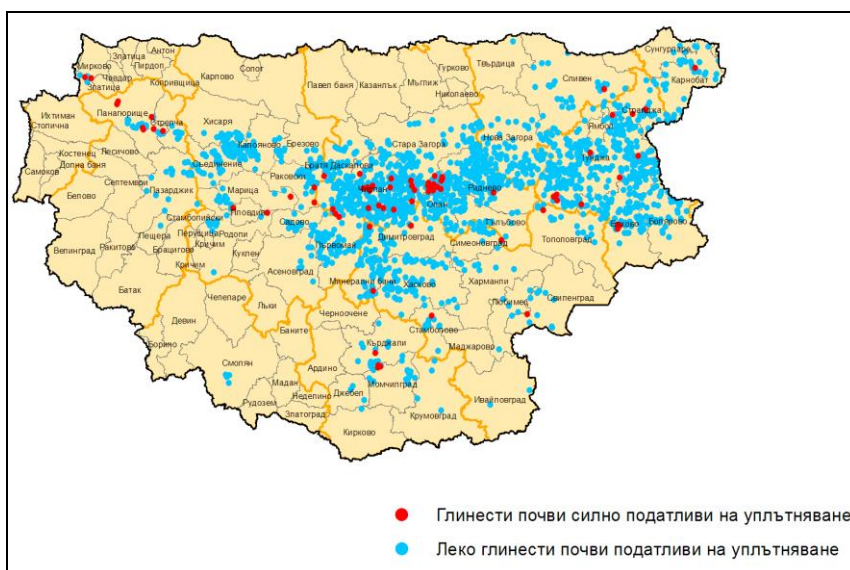 Сунгурларе
Мирково
Златица
Антон
Пирдоп
Чавдар
Златица
Копривщица
Карлово
Сопот
Павел баня
Казанлък
Мъглиж
Гурково
Николаево
Твърдица
Сливен
Карнобат
Стралджа
Ямбол
Ихтиман
Столична
Панагюрище
Стрелча
Хисаря
Калояново
Брезово
Стара Загора
Нова Загора
Тунджа
Костенец
Долна баня
Самоков
Лесичово
Съединение
Братя Даскалови
Чирпан
Раднево
Септември
Пазарджик
Марица
Раковски
Опан
Белово
Стамболийски
Пловдив
Садово
Гълъбово
Елхово
Болярово
Пещера
Перущица
Родопи
Кричим
Първомай
Димитровград
Симеоновград
Тополовград
Велинград
Ракитово
Брацигово
Кричим
Куклен
Асеновград
Минерални бани
Хасково
Харманли
Батак
Чепеларе
Лъки
Черноочене
Любимец
Свиленград
Девин
Баните
Стамболово
Борино
Смолян
Ардино
Кърджали
Маджарово
Мадан
Момчилград
Рудозем
Неделино
Джебел
Ивайловград
Златоград
Крумовград
Кирково
Глинести почви силно податливи на уплътняване
Леко глинести почви податливи на уплътняване